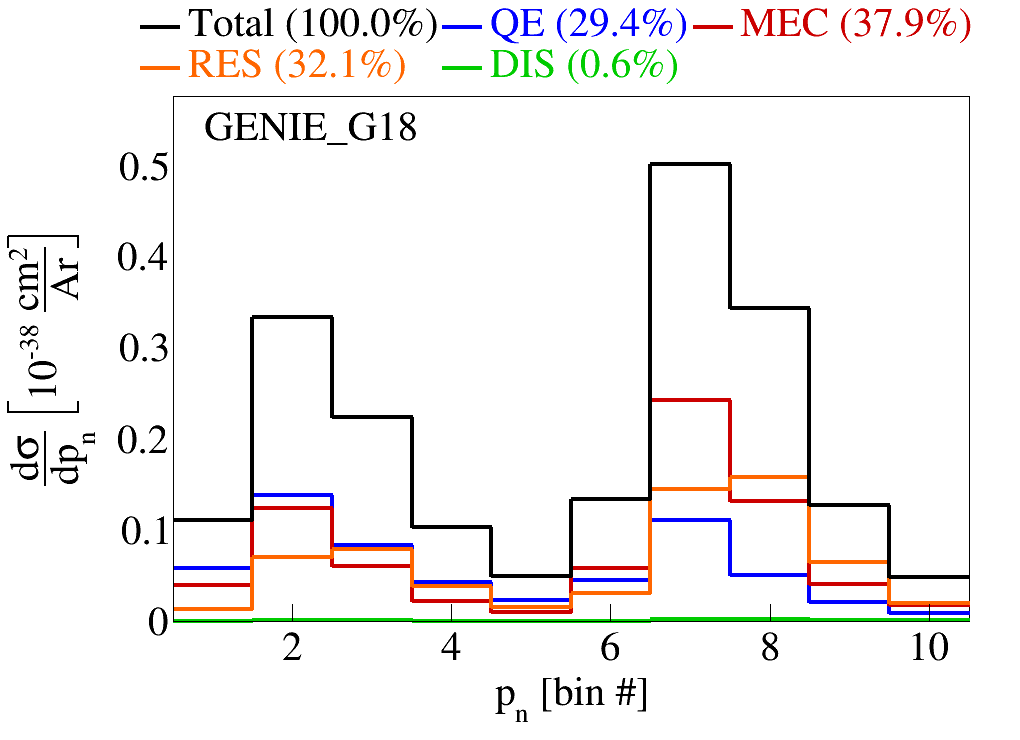 Total (100.0%) QE (29.4%) MEC (37.9%)
RES (32.1%) DIS (0.6%)
GENIE_G18
0.5
0.4
0.3
0.2
0.1
0
dσ/dpₙ [10⁻³⁸ cm²/Ar]
2 4 6 8 10
pₙ [bin #]